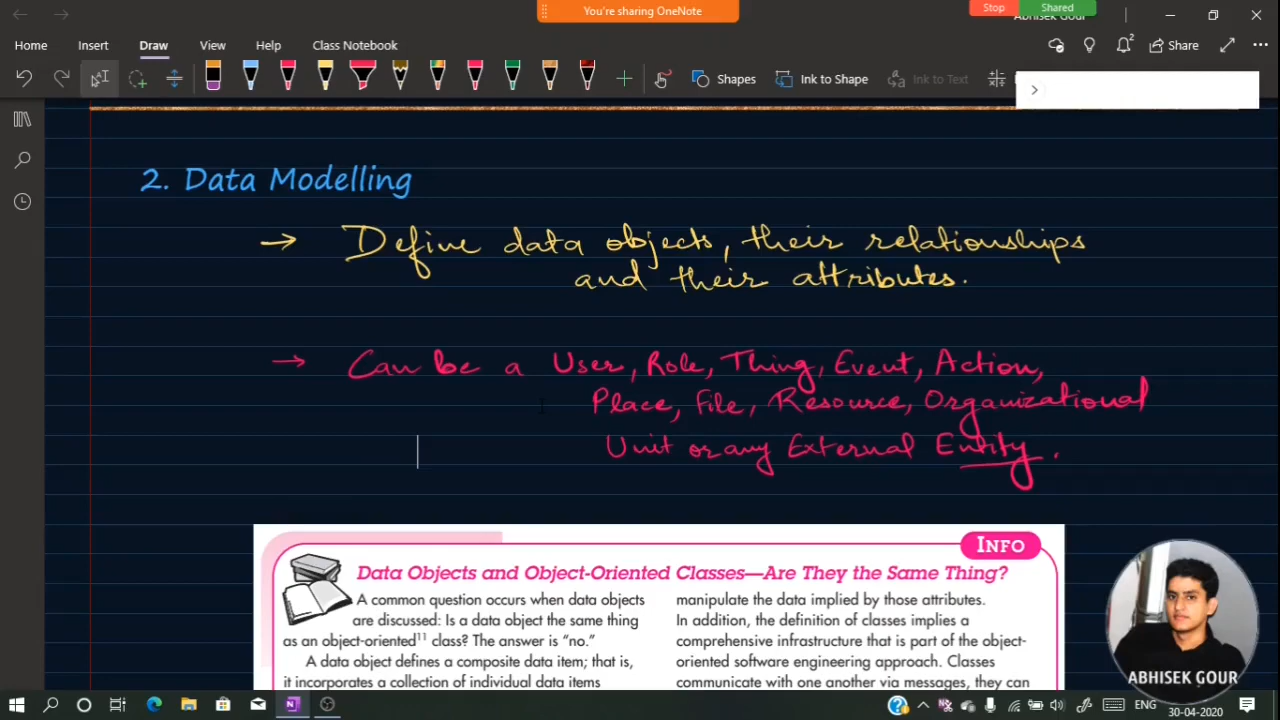 You're sharing OneNote
Stop
Shared
Abhisek Gour
Home
Insert
Draw
View
Help
Class Notebook
Share
Shapes
Ink to Shape
Ink to Text
2. Data Modelling
→ Define data objects, their relationships
and their attributes.
→ Can be a User, Role, Thing, Event, Action,
Place, File, Resource, Organizational
Unit or any External Entity.
INFO
Data Objects and Object-Oriented Classes—Are They the Same Thing?
A common question occurs when data objects
are discussed: Is a data object the same thing
as an object-oriented¹¹ class? The answer is “no.”
A data object defines a composite data item; that is,
it incorporates a collection of individual data items
manipulate the data implied by those attributes.
In addition, the definition of classes implies a
comprehensive infrastructure that is part of the object-
oriented software engineering approach. Classes
communicate with one another via messages, they can
ABHISEK GOUR
ENG
15:09
30-04-2020